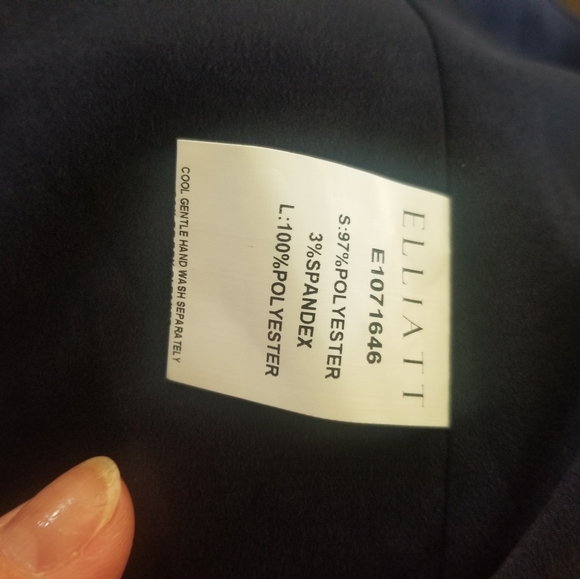 ELLIATT
E1071646
S:97%POLYESTER
3%SPANDEX
L:100%POLYESTER
COOL GENTLE HAND WASH SEPARATELY